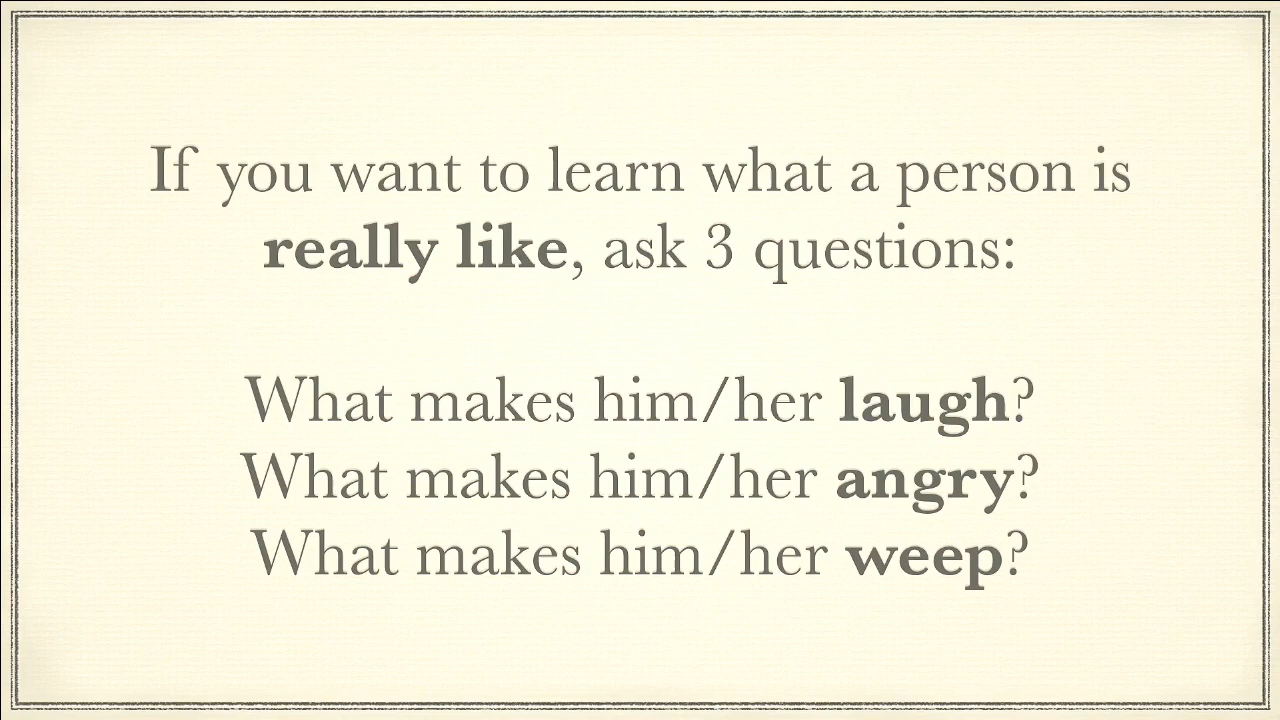 If you want to learn what a person is
really like, ask 3 questions:
What makes him/her laugh?
What makes him/her angry?
What makes him/her weep?